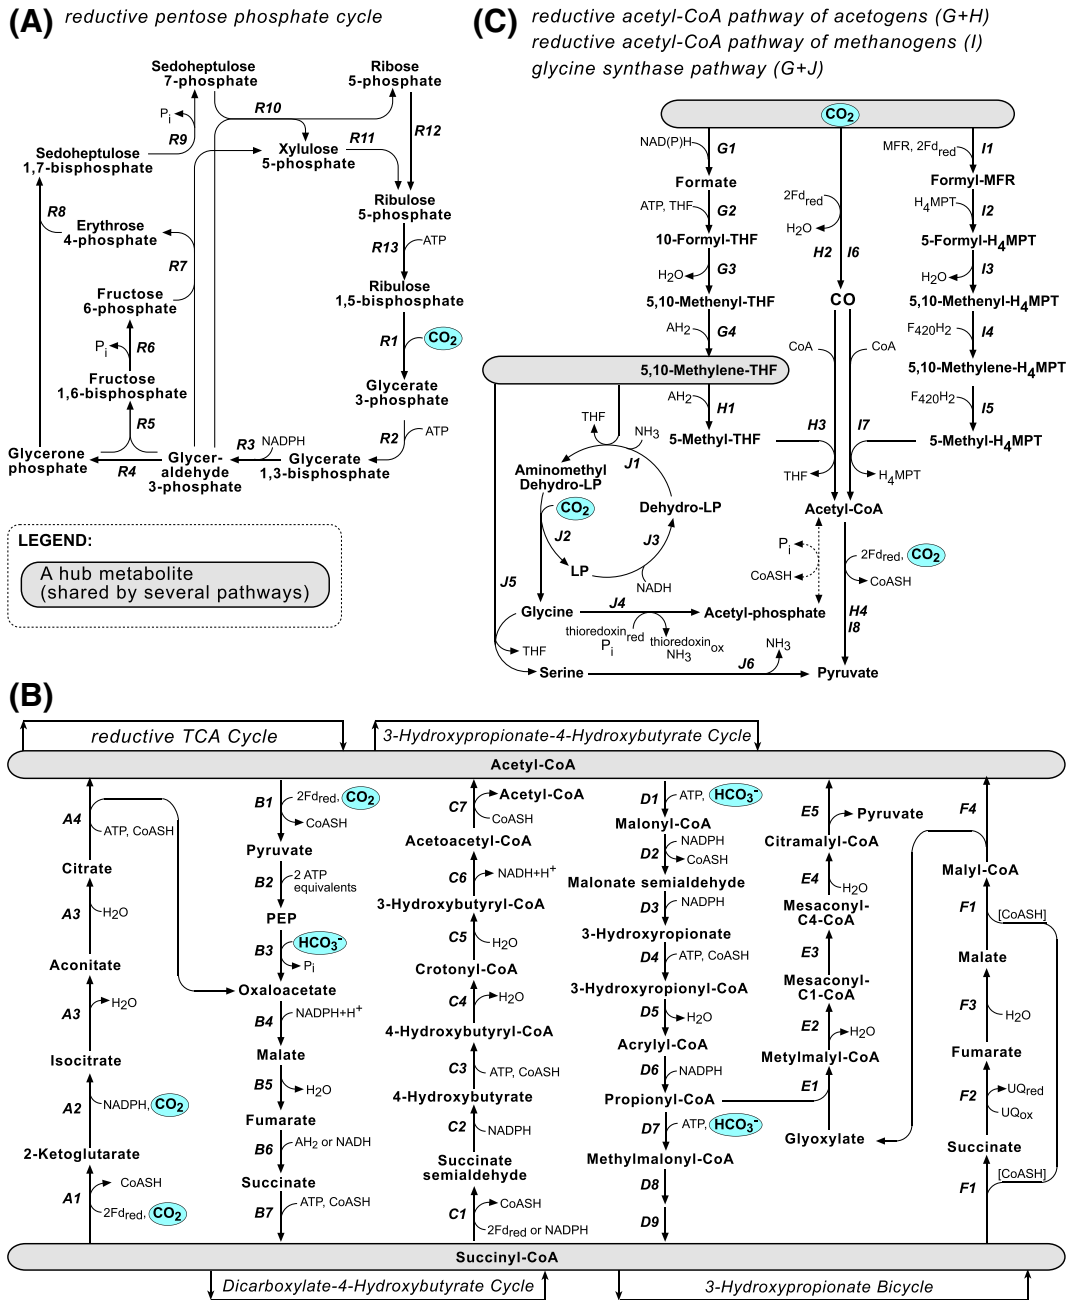 (A) reductive pentose phosphate cycle
Sedoheptulose
7-phosphate
Ribose
5-phosphate
R10
Pi
R9
R11
R12
Sedoheptulose
1,7-bisphosphate
Xylulose
5-phosphate
R8
Erythrose
4-phosphate
Ribulose
5-phosphate
R7
R13
ATP
Fructose
6-phosphate
Ribulose
1,5-bisphosphate
Pi
R6
R1
CO2
Fructose
1,6-bisphosphate
Glycerate
3-phosphate
R5
R2
ATP
R3
NADPH
Glycerone
phosphate
R4
Glycer-
aldehyde
3-phosphate
Glycerate
1,3-bisphosphate
LEGEND:
A hub metabolite
(shared by several pathways)
(C) reductive acetyl-CoA pathway of acetogens (G+H)
reductive acetyl-CoA pathway of methanogens (I)
glycine synthase pathway (G+J)
CO2
NAD(P)H
G1
Formate
ATP, THF
G2
10-Formyl-THF
H2O
G3
5,10-Methenyl-THF
AH2
G4
5,10-Methylene-THF
AH2
H1
5-Methyl-THF
2Fdred
H2O
H2
I6
CO
CoA
CoA
H3
I7
THF
H4MPT
Acetyl-CoA
MFR, 2Fdred
I1
Formyl-MFR
H4MPT
I2
5-Formyl-H4MPT
H2O
I3
5,10-Methenyl-H4MPT
F420H2
I4
5,10-Methylene-H4MPT
F420H2
I5
5-Methyl-H4MPT
THF
NH3
J1
Aminomethyl
Dehydro-LP
CO2
Dehydro-LP
J2
J3
LP
NADH
J5
Pi
CoASH
2Fdred, CO2
CoASH
Glycine
J4
Acetyl-phosphate
H4
I8
thioredoxinred
Pi
thioredoxinox
NH3
THF
Serine
J6
NH3
Pyruvate
(B)
reductive TCA Cycle
3-Hydroxypropionate-4-Hydroxybutyrate Cycle
Acetyl-CoA
A4
ATP, CoASH
Citrate
A3
H2O
Aconitate
A3
H2O
Isocitrate
A2
NADPH, CO2
2-Ketoglutarate
A1
CoASH
2Fdred, CO2
B1
2Fdred, CO2
CoASH
Pyruvate
B2
2 ATP
equivalents
PEP
B3
HCO3-
Pi
Oxaloacetate
B4
NADPH+H+
Malate
B5
H2O
Fumarate
B6
AH2 or NADH
Succinate
B7
ATP, CoASH
C7
Acetyl-CoA
CoASH
Acetoacetyl-CoA
C6
NADH+H+
3-Hydroxybutyryl-CoA
C5
H2O
Crotonyl-CoA
C4
H2O
4-Hydroxybutyryl-CoA
C3
ATP, CoASH
4-Hydroxybutyrate
C2
NADPH
Succinate
semialdehyde
C1
CoASH
2Fdred or NADPH
D1
ATP, HCO3-
Malonyl-CoA
D2
NADPH
CoASH
Malonate semialdehyde
D3
NADPH
3-Hydroxyropionate
D4
ATP, CoASH
3-Hydroxyropionyl-CoA
D5
H2O
Acrylyl-CoA
D6
NADPH
Propionyl-CoA
D7
ATP, HCO3-
Methylmalonyl-CoA
D8
D9
E5
Pyruvate
Citramalyl-CoA
E4
H2O
Mesaconyl-
C4-CoA
E3
Mesaconyl-
C1-CoA
E2
H2O
Metylmalyl-CoA
E1
Glyoxylate
F4
Malyl-CoA
F1
[CoASH]
Malate
F3
H2O
Fumarate
F2
UQred
UQox
Succinate
F1
[CoASH]
Succinyl-CoA
Dicarboxylate-4-Hydroxybutyrate Cycle
3-Hydroxypropionate Bicycle